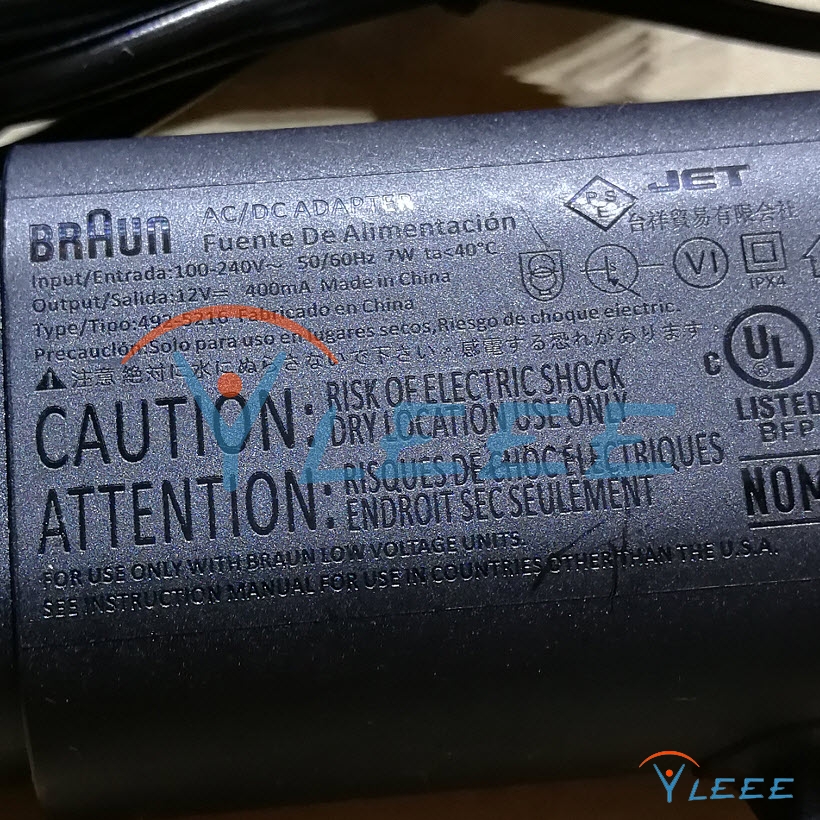 BRAUN
AC/DC ADAPTER
Fuente De Alimentación
Input/Entrada:100-240V∼ 50/60Hz 7W ta<40°C
Output/Salida:12V⎓ 400mA Made in China
Type/Tipo:492-5216 Fabricado en China
Precaución:Solo para uso en lugares secos,Riesgo de choque electric.
注意 絶対に水にぬらさないで下さい。感電する恐れがあります。
CAUTION: RISK OF ELECTRIC SHOCK
DRY LOCATION USE ONLY
ATTENTION: RISQUES DE CHOC ÉLECTRIQUES
ENDROIT SEC SEULEMENT
FOR USE ONLY WITH BRAUN LOW VOLTAGE UNITS.
SEE INSTRUCTION MANUAL FOR USE IN COUNTRIES OTHER THAN THE U.S.A.
PSE
JET
台祥貿易有限会社
VI
IPX4
C UL
LISTED
BFP
NOM
YLEEE
YLEEE